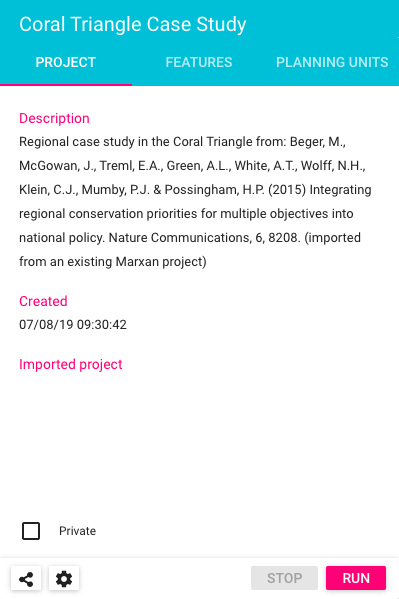 Coral Triangle Case Study
PROJECT FEATURES PLANNING UNITS
Description
Regional case study in the Coral Triangle from: Beger, M.,
McGowan, J., Treml, E.A., Green, A.L., White, A.T., Wolff, N.H.,
Klein, C.J., Mumby, P.J. & Possingham, H.P. (2015) Integrating
regional conservation priorities for multiple objectives into
national policy. Nature Communications, 6, 8208. (imported
from an existing Marxan project)
Created
07/08/19 09:30:42
Imported project
Private
STOP RUN